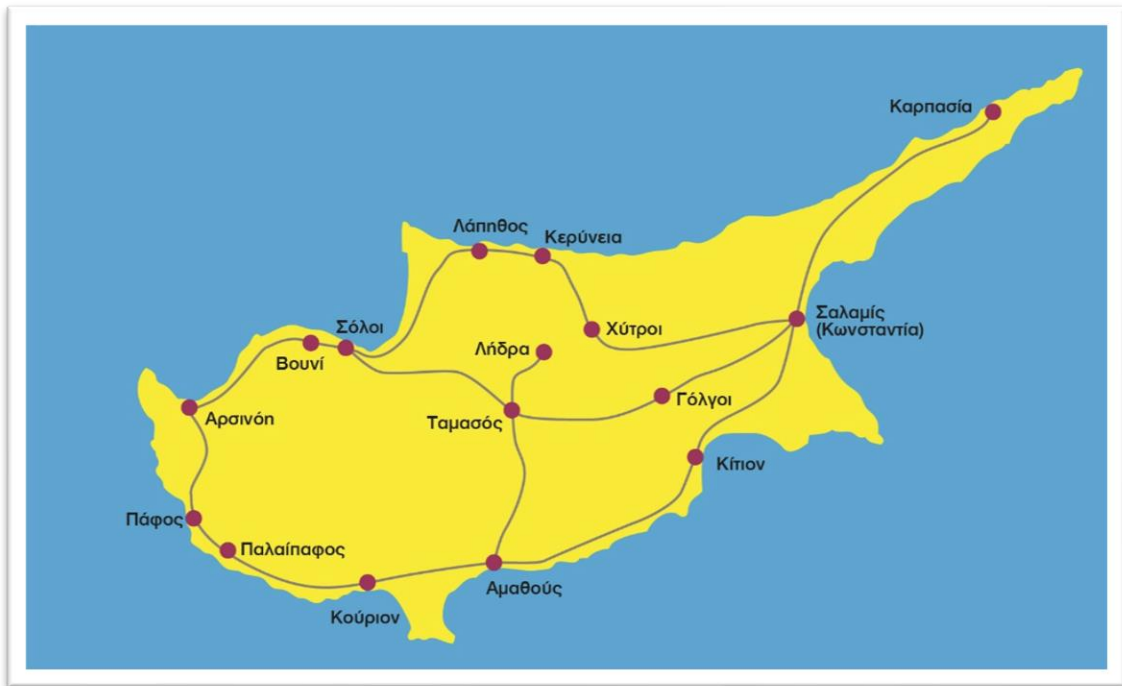 Καρπασία
Λάπηθος
Κερύνεια
Σαλαμίς
(Κωνσταντία)
Σόλοι
Χύτροι
Λήδρα
Βουνί
Γόλγοι
Αρσινόη
Ταμασός
Κίτιον
Πάφος
Παλαίπαφος
Αμαθούς
Κούριον